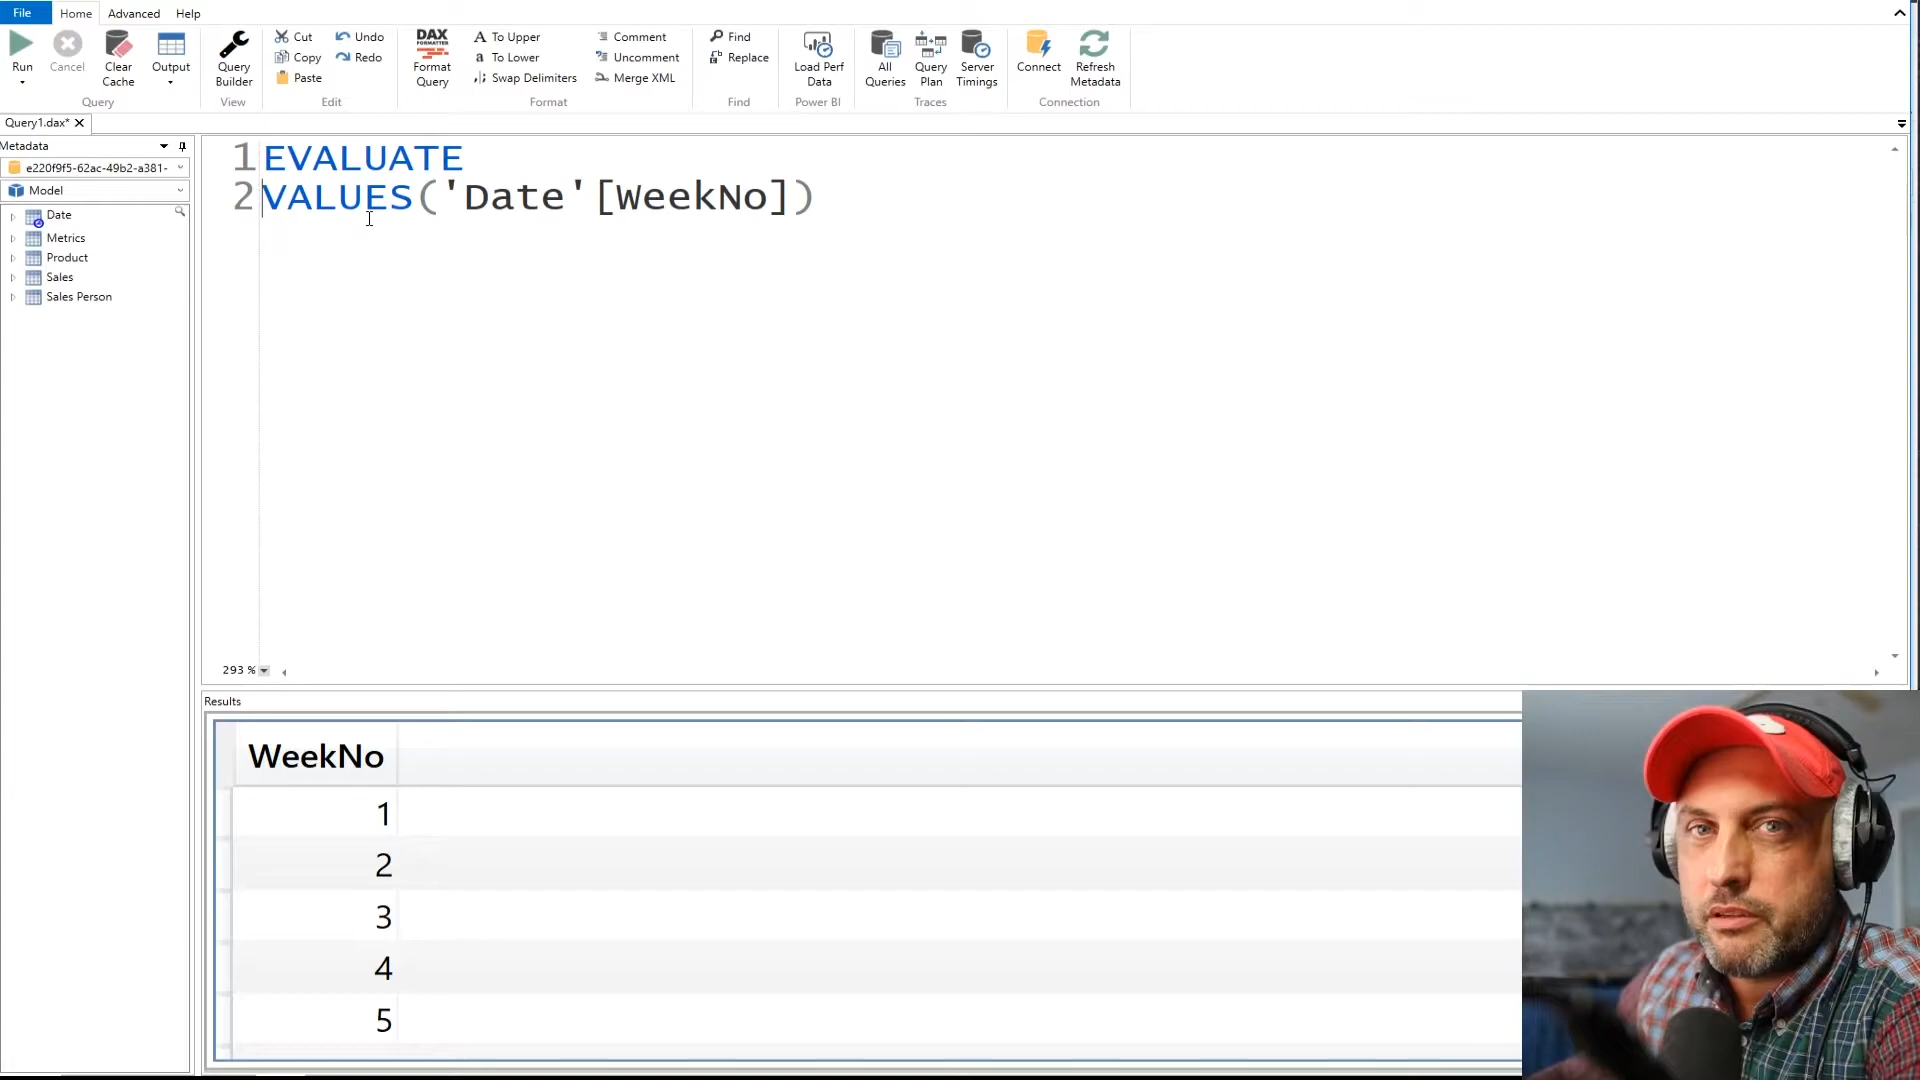 File Home Advanced Help
Run Cancel Clear Cache Output
Query
Query Builder
View
Cut Undo
Copy Redo
Paste
Edit
DAX FORMATTER
Format Query
A To Upper Comment
a To Lower Uncomment
Swap Delimiters Merge XML
Format
Find
Replace
Find
Load Perf Data
Power BI
All Queries Query Plan Server Timings
Traces
Connect Refresh Metadata
Connection
Query1.dax*
Metadata
e220f9f5-62ac-49b2-a381-
Model
Date
Metrics
Product
Sales
Sales Person
1 EVALUATE
2 VALUES('Date'[WeekNo])
293 %
Results
WeekNo
1
2
3
4
5